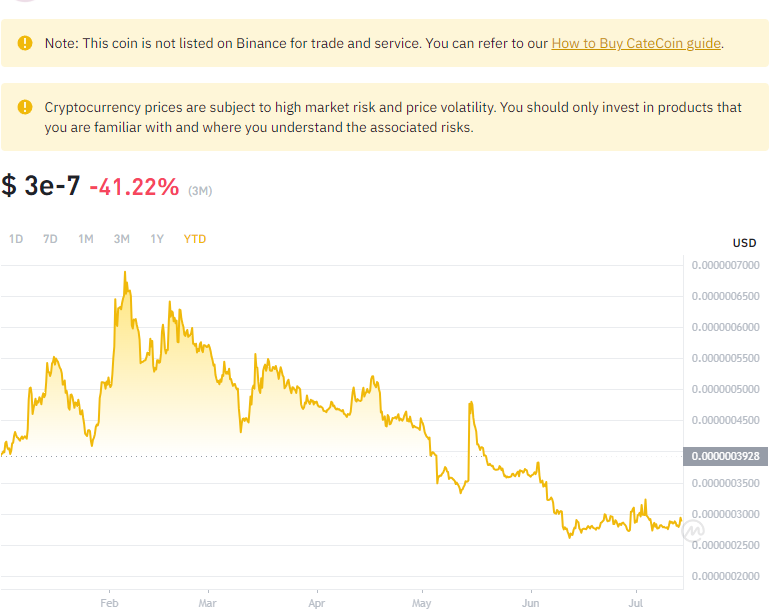 Note: This coin is not listed on Binance for trade and service. You can refer to our How to Buy CateCoin guide.
Cryptocurrency prices are subject to high market risk and price volatility. You should only invest in products that
you are familiar with and where you understand the associated risks.
$ 3e-7 -41.22% (3M)
1D 7D 1M 3M 1Y YTD
USD
0.0000007000
0.0000006500
0.0000006000
0.0000005500
0.0000005000
0.0000004500
0.0000003928
0.0000003500
0.0000003000
0.0000002500
0.0000002000
Feb Mar Apr May Jun Jul